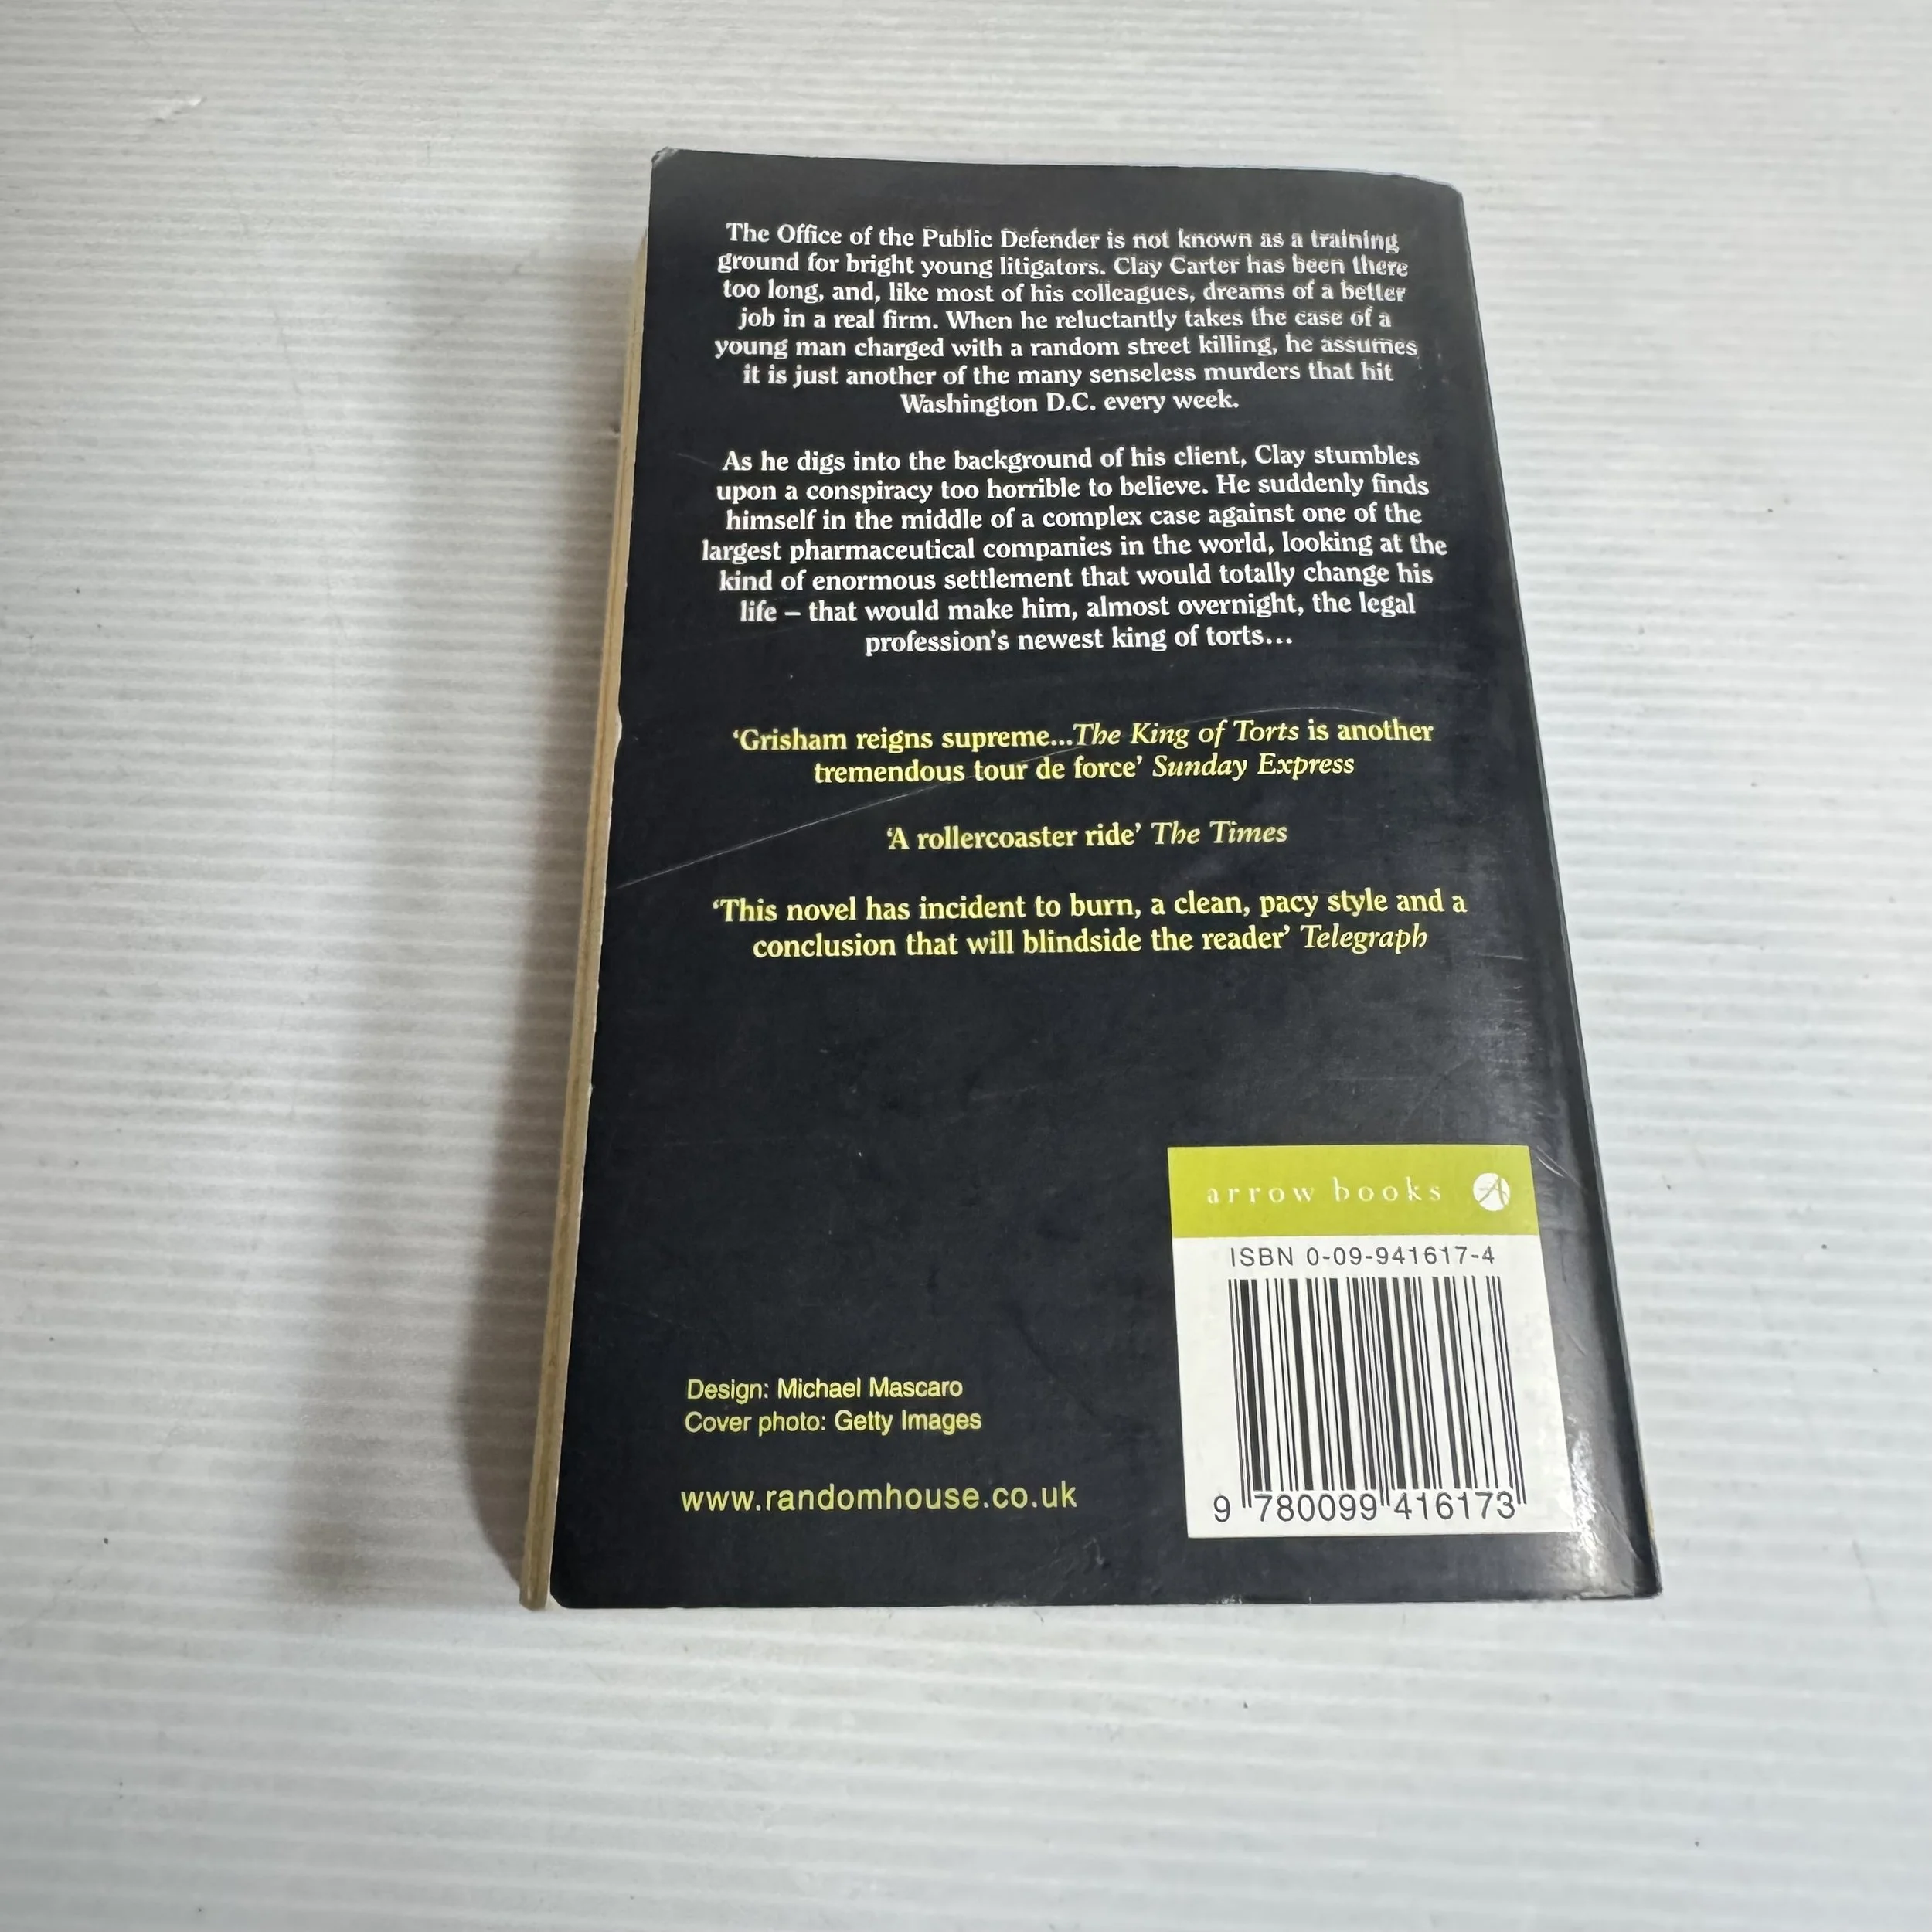 The Office of the Public Defender is not known as a training
ground for bright young litigators. Clay Carter has been there
too long, and, like most of his colleagues, dreams of a better
job in a real firm. When he reluctantly takes the case of a
young man charged with a random street killing, he assumes
it is just another of the many senseless murders that hit
Washington D.C. every week.
As he digs into the background of his client, Clay stumbles
upon a conspiracy too horrible to believe. He suddenly finds
himself in the middle of a complex case against one of the
largest pharmaceutical companies in the world, looking at the
kind of enormous settlement that would totally change his
life – that would make him, almost overnight, the legal
profession's newest king of torts...
‘Grisham reigns supreme...The King of Torts is another
tremendous tour de force’ Sunday Express
‘A rollercoaster ride’ The Times
‘This novel has incident to burn, a clean, pacy style and a
conclusion that will blindside the reader’ Telegraph
arrow books
ISBN 0-09-941617-4
9 780099 416173
Design: Michael Mascaro
Cover photo: Getty Images
www.randomhouse.co.uk